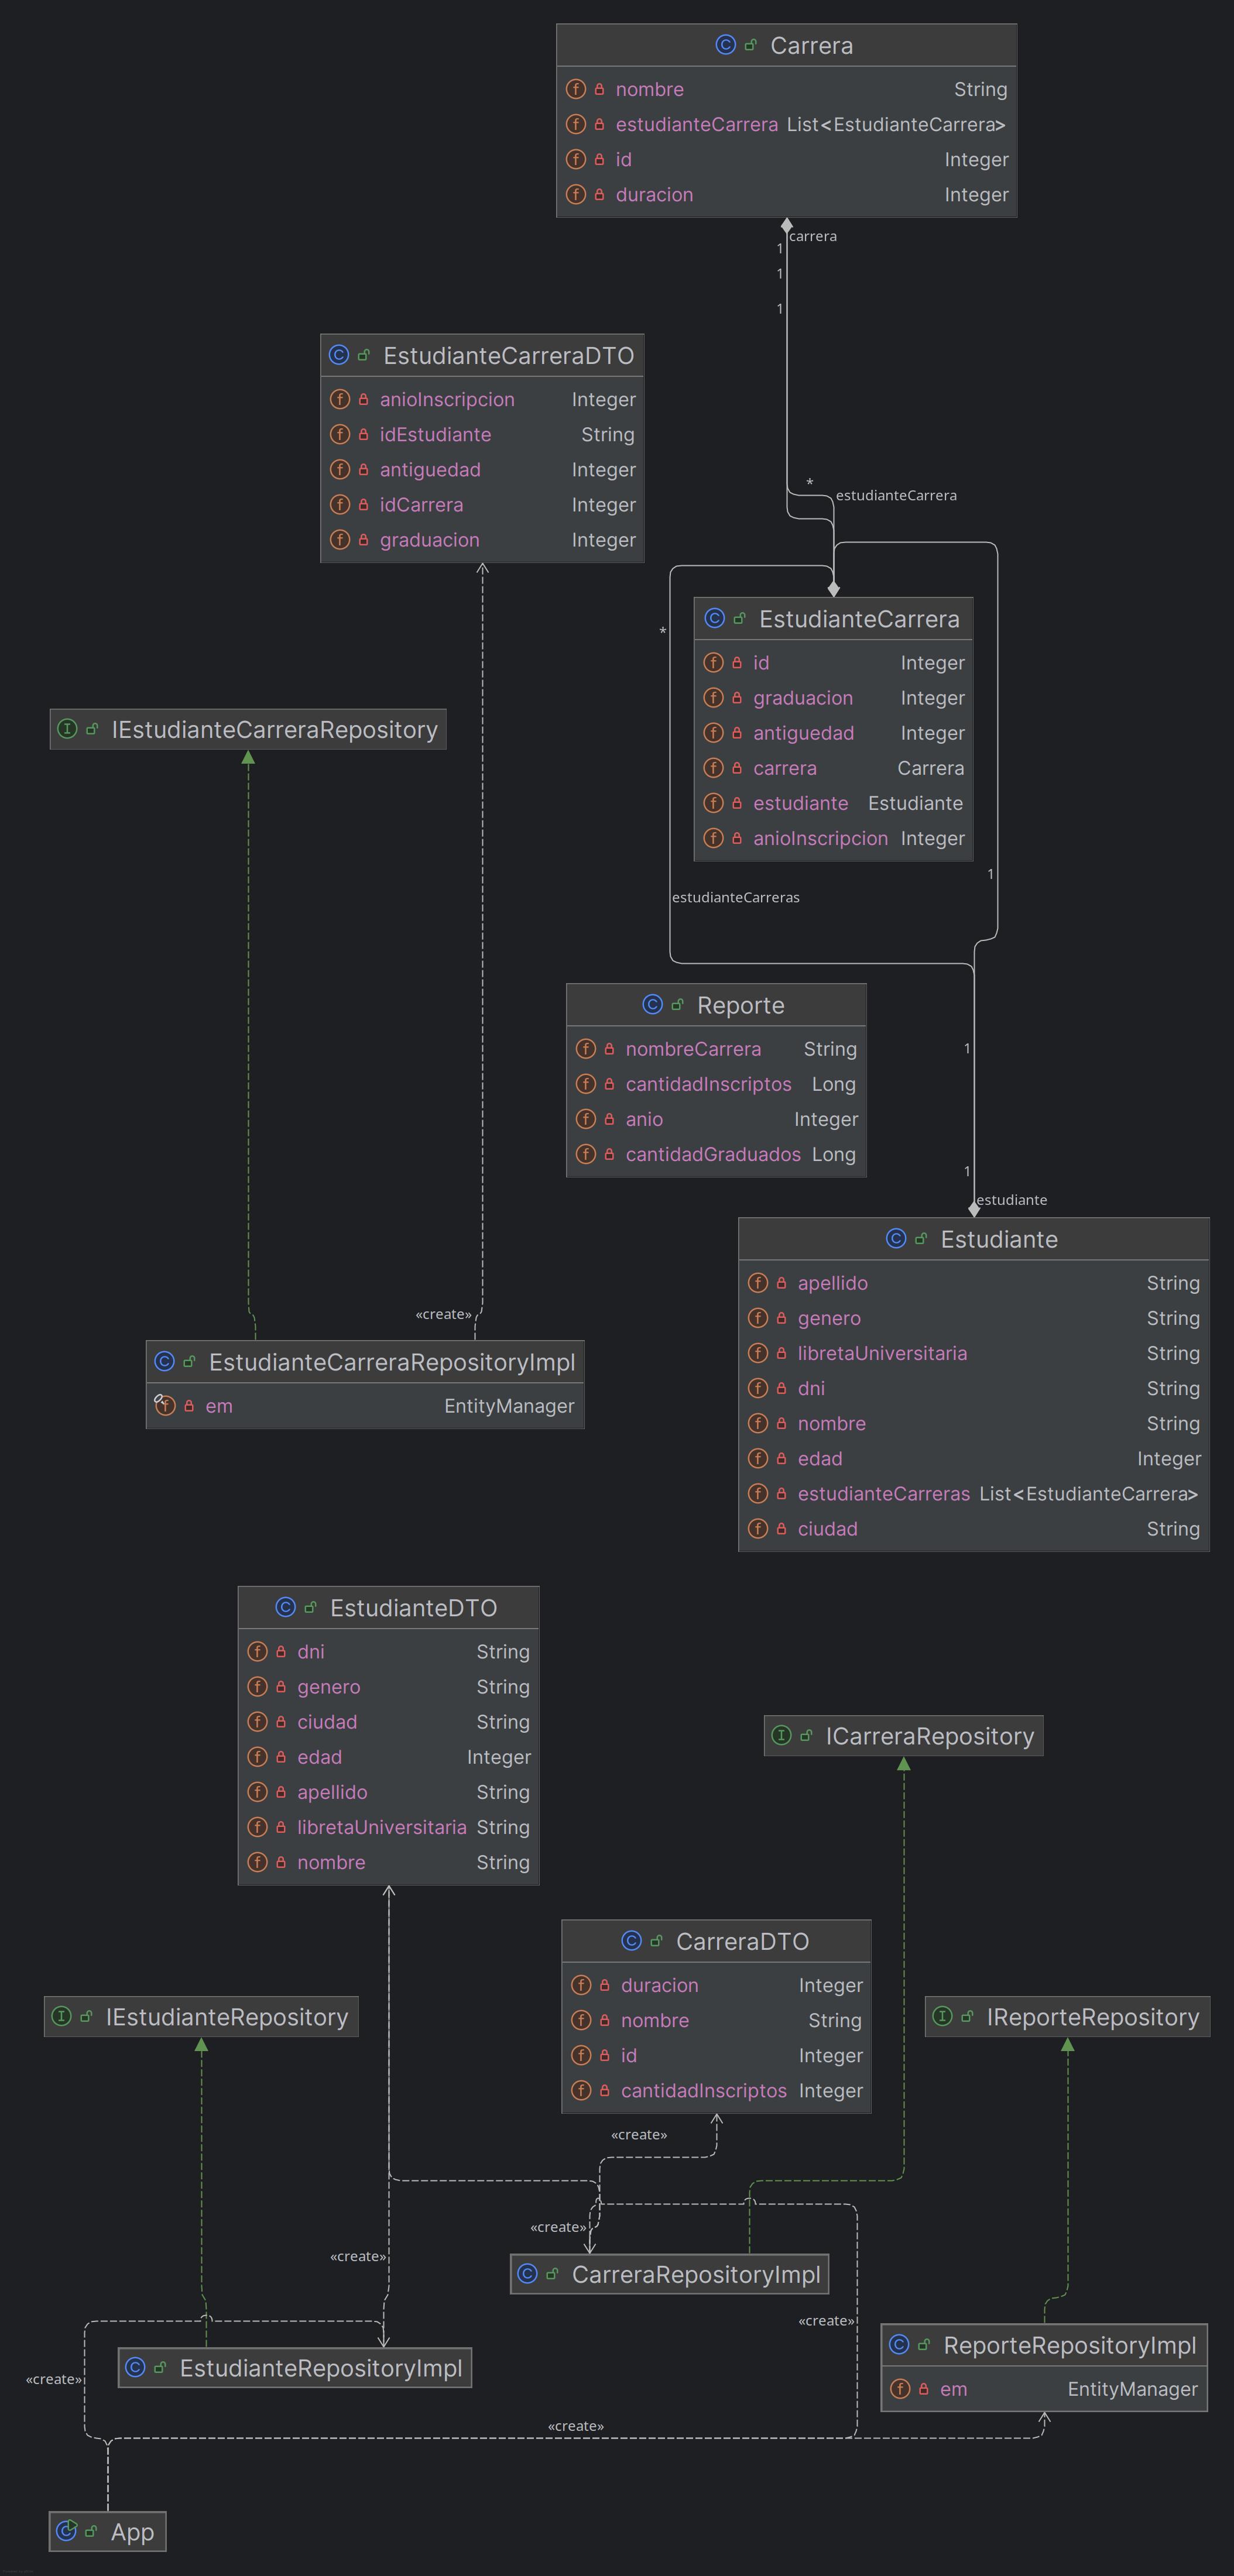 Carrera
nombre String
estudianteCarrera List<EstudianteCarrera>
id Integer
duracion Integer
carrera
1
1
1
EstudianteCarreraDTO
anioInscripcion Integer
idEstudiante String
antiguedad Integer
idCarrera Integer
graduacion Integer
*
estudianteCarrera
EstudianteCarrera
id Integer
graduacion Integer
antiguedad Integer
carrera Carrera
estudiante Estudiante
anioInscripcion Integer
*
1
estudianteCarreras
IEstudianteCarreraRepository
Reporte
nombreCarrera String
cantidadInscriptos Long
anio Integer
cantidadGraduados Long
1
1
estudiante
Estudiante
apellido String
genero String
libretaUniversitaria String
dni String
nombre String
edad Integer
estudianteCarreras List<EstudianteCarrera>
ciudad String
«create»
EstudianteCarreraRepositoryImpl
em EntityManager
EstudianteDTO
dni String
genero String
ciudad String
edad Integer
apellido String
libretaUniversitaria String
nombre String
ICarreraRepository
CarreraDTO
duracion Integer
nombre String
id Integer
cantidadInscriptos Integer
IEstudianteRepository
IReporteRepository
«create»
«create»
«create»
CarreraRepositoryImpl
«create»
ReporteRepositoryImpl
em EntityManager
EstudianteRepositoryImpl
«create»
«create»
App